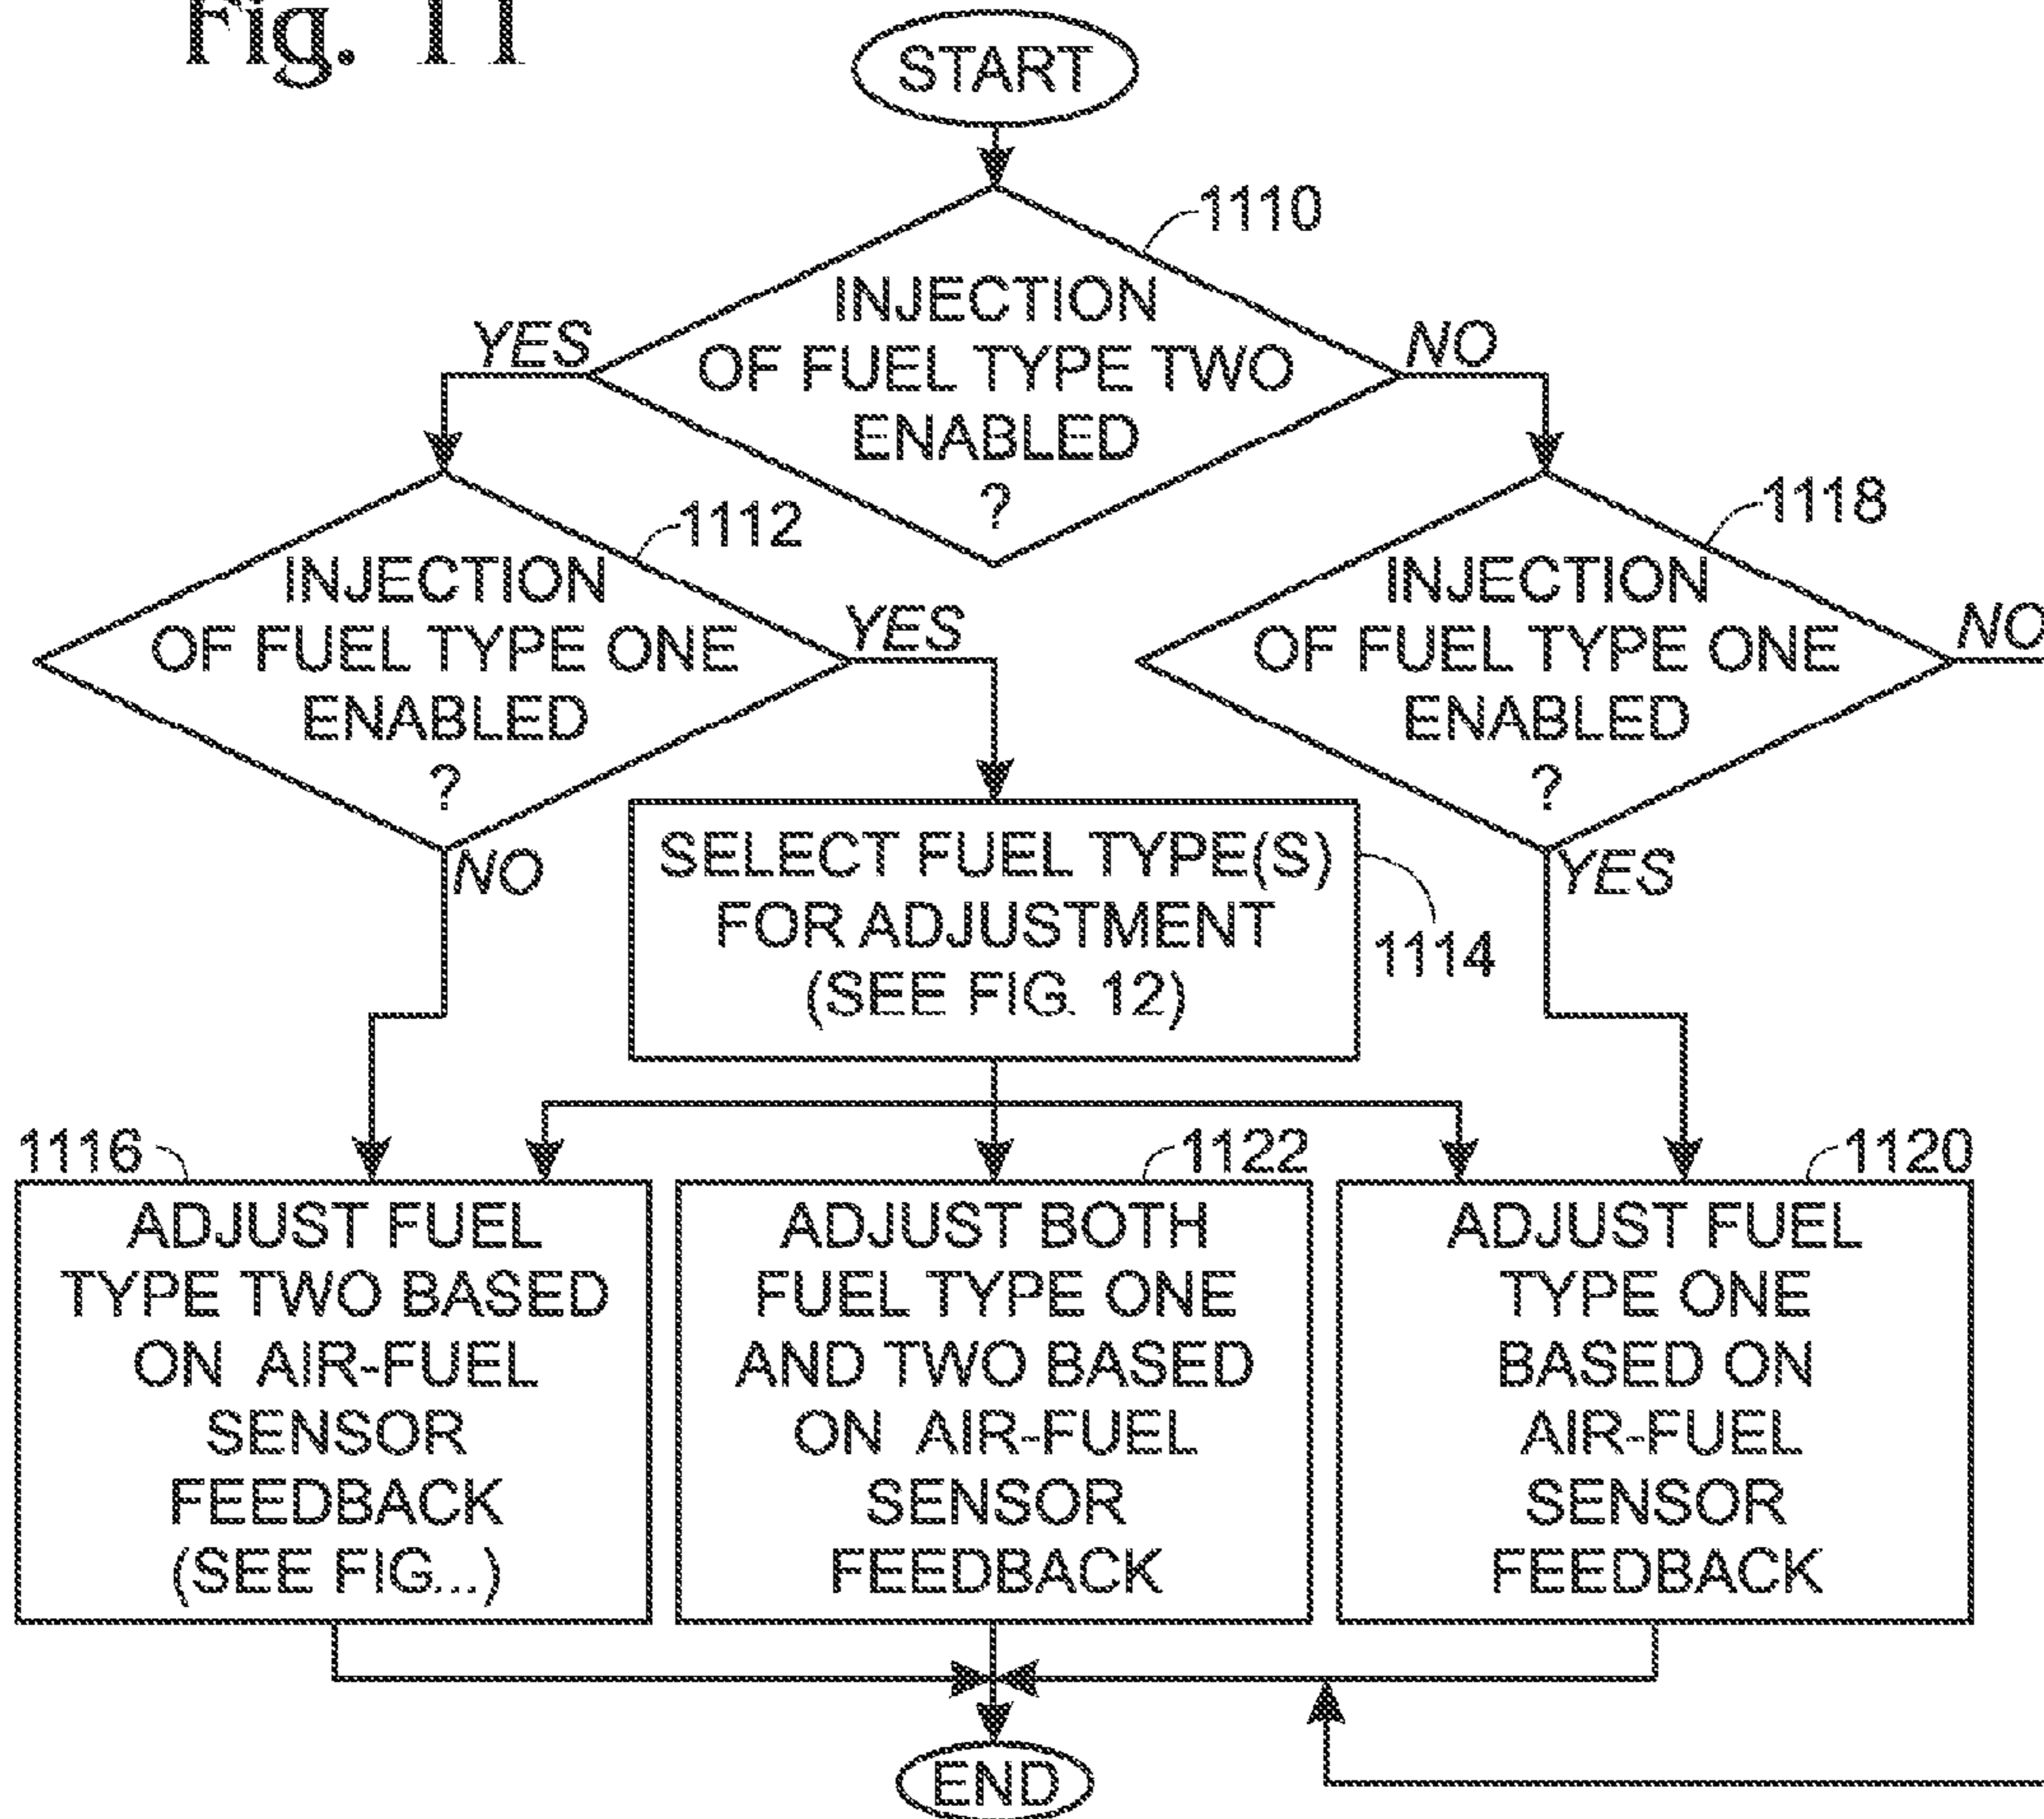 Fig. 11
START
1110
INJECTION
OF FUEL TYPE TWO
ENABLED
?
YES
NO
1112
INJECTION
OF FUEL TYPE ONE
ENABLED
?
YES
NO
1118
INJECTION
OF FUEL TYPE ONE
ENABLED
?
NO
YES
SELECT FUEL TYPE(S)
FOR ADJUSTMENT
(SEE FIG. 12)
1114
1116
ADJUST FUEL
TYPE TWO BASED
ON AIR-FUEL
SENSOR
FEEDBACK
(SEE FIG...)
1122
ADJUST BOTH
FUEL TYPE ONE
AND TWO BASED
ON AIR-FUEL
SENSOR
FEEDBACK
1120
ADJUST FUEL
TYPE ONE
BASED ON
AIR-FUEL
SENSOR
FEEDBACK
END